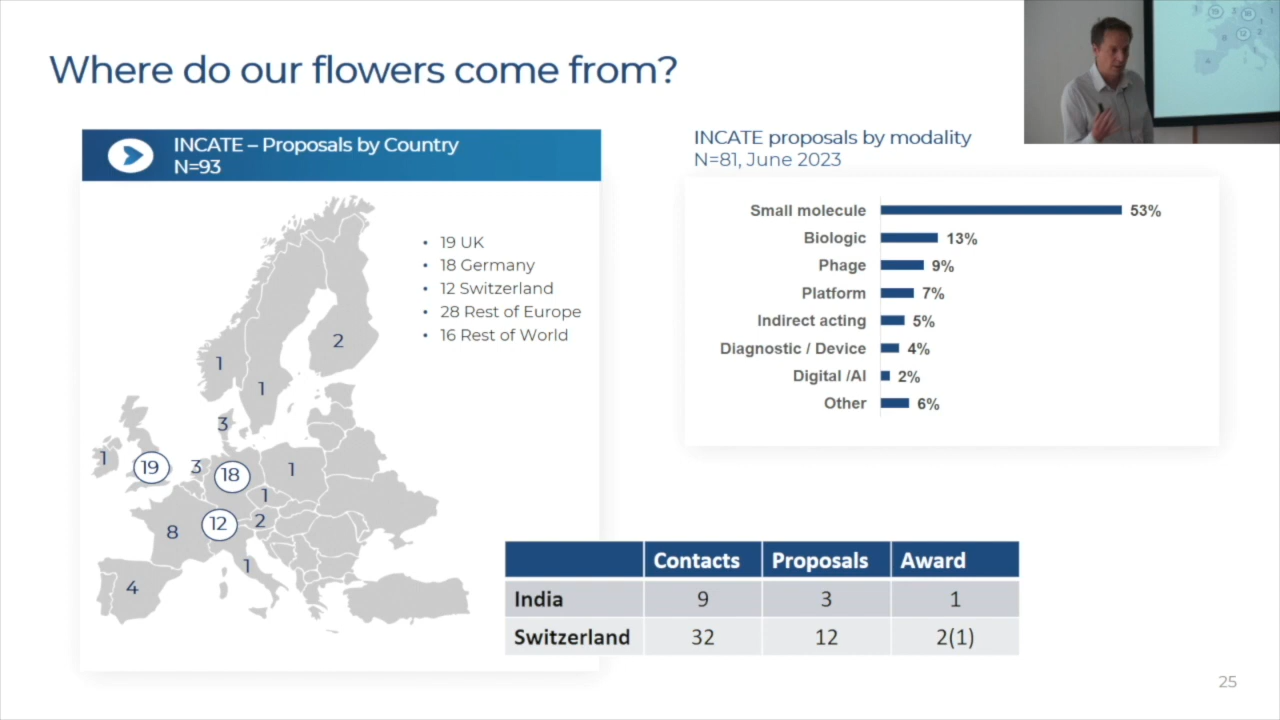 Where do our flowers come from?
INCATE – Proposals by Country
N=93
• 19 UK
• 18 Germany
• 12 Switzerland
• 28 Rest of Europe
• 16 Rest of World
2
1
1
3
1
19
3
18
1
1
8
12
2
1
4
INCATE proposals by modality
N=81, June 2023
Small molecule 53%
Biologic 13%
Phage 9%
Platform 7%
Indirect acting 5%
Diagnostic / Device 4%
Digital /AI 2%
Other 6%
Contacts Proposals Award
India 9 3 1
Switzerland 32 12 2(1)
25